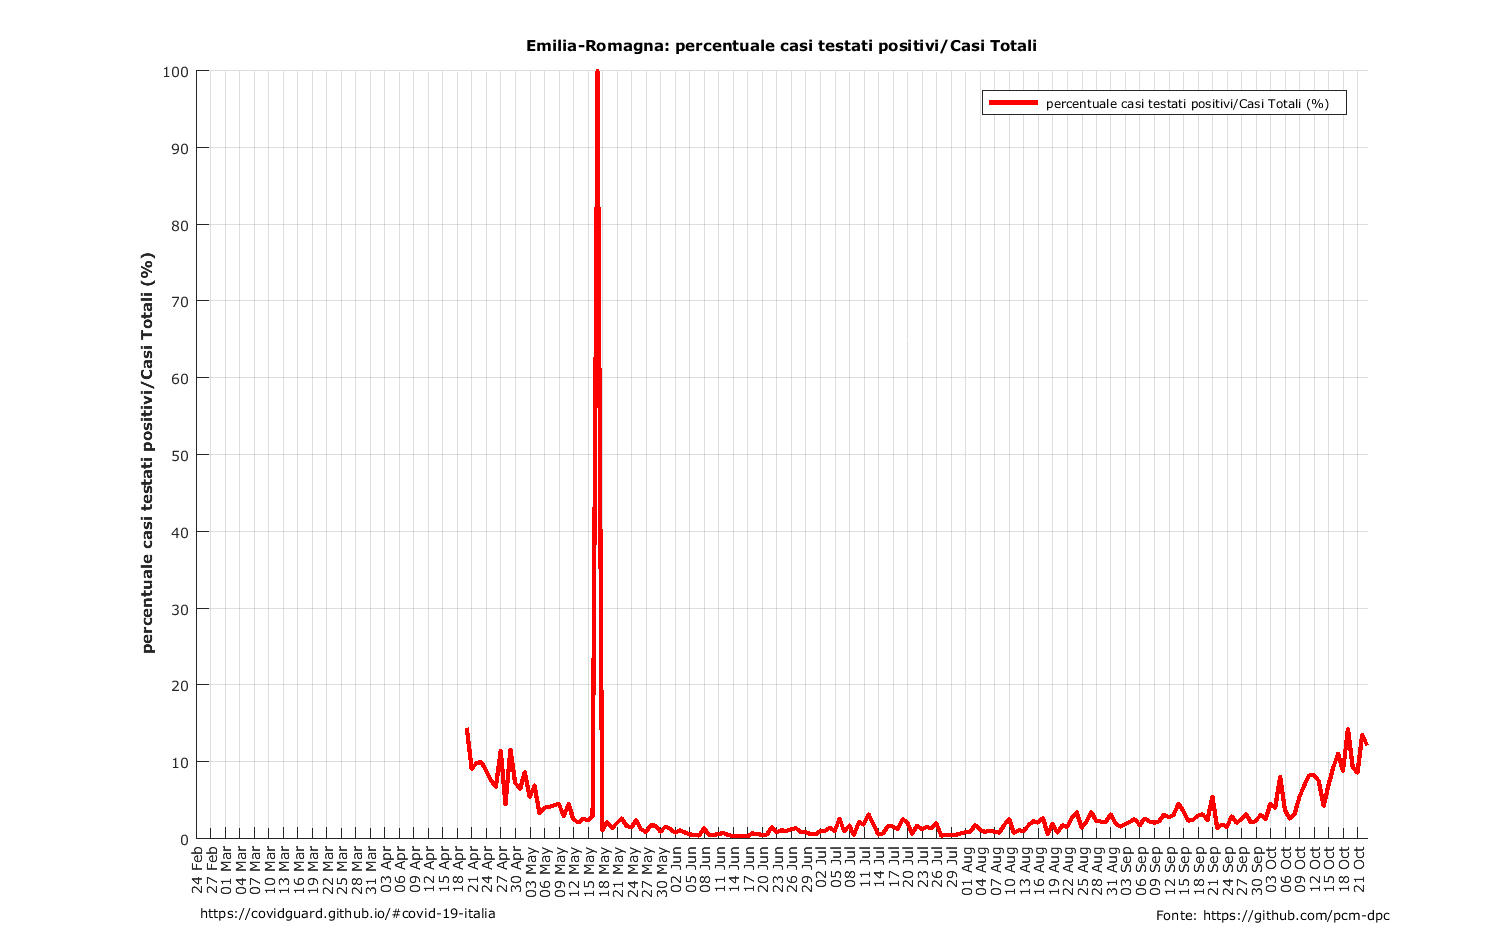 Emilia-Romagna: percentuale casi testati positivi/Casi Totali
percentuale casi testati positivi/Casi Totali (%)
percentuale casi testati positivi/Casi Totali (%)
100
90
80
70
60
50
40
30
20
10
0
24 Feb
27 Feb
01 Mar
04 Mar
07 Mar
10 Mar
13 Mar
16 Mar
19 Mar
22 Mar
25 Mar
28 Mar
31 Mar
03 Apr
06 Apr
09 Apr
12 Apr
15 Apr
18 Apr
21 Apr
24 Apr
27 Apr
30 Apr
03 May
06 May
09 May
12 May
15 May
18 May
21 May
24 May
27 May
30 May
02 Jun
05 Jun
08 Jun
11 Jun
14 Jun
17 Jun
20 Jun
23 Jun
26 Jun
29 Jun
02 Jul
05 Jul
08 Jul
11 Jul
14 Jul
17 Jul
20 Jul
23 Jul
26 Jul
29 Jul
01 Aug
04 Aug
07 Aug
10 Aug
13 Aug
16 Aug
19 Aug
22 Aug
25 Aug
28 Aug
31 Aug
03 Sep
06 Sep
09 Sep
12 Sep
15 Sep
18 Sep
21 Sep
24 Sep
27 Sep
30 Sep
03 Oct
06 Oct
09 Oct
12 Oct
15 Oct
18 Oct
21 Oct
https://covidguard.github.io/#covid-19-italia
Fonte: https://github.com/pcm-dpc